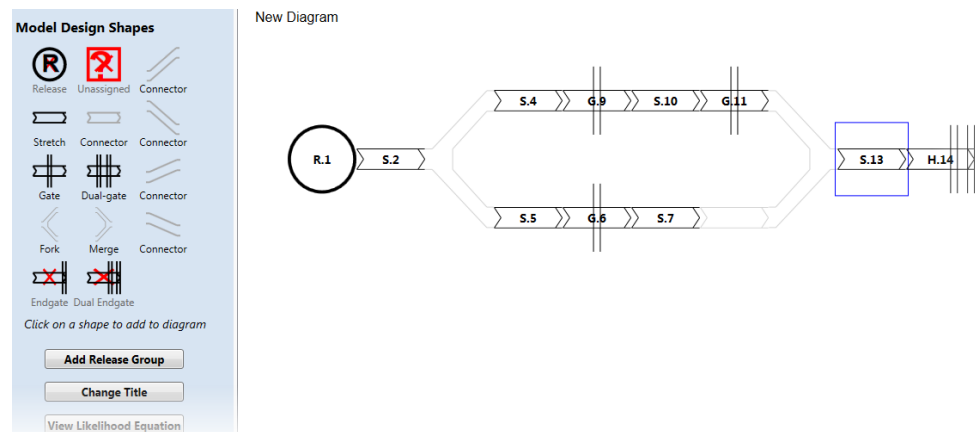 New Diagram
Model Design Shapes
R
Release Unassigned Connector
Stretch Connector Connector
Gate Dual-gate Connector
Fork Merge Connector
Endgate Dual Endgate
Click on a shape to add to diagram
Add Release Group
Change Title
View Likelihood Equation
S.4 G.9 S.10 G.11
R.1 S.2 S.13 H.14
S.5 G.6 S.7